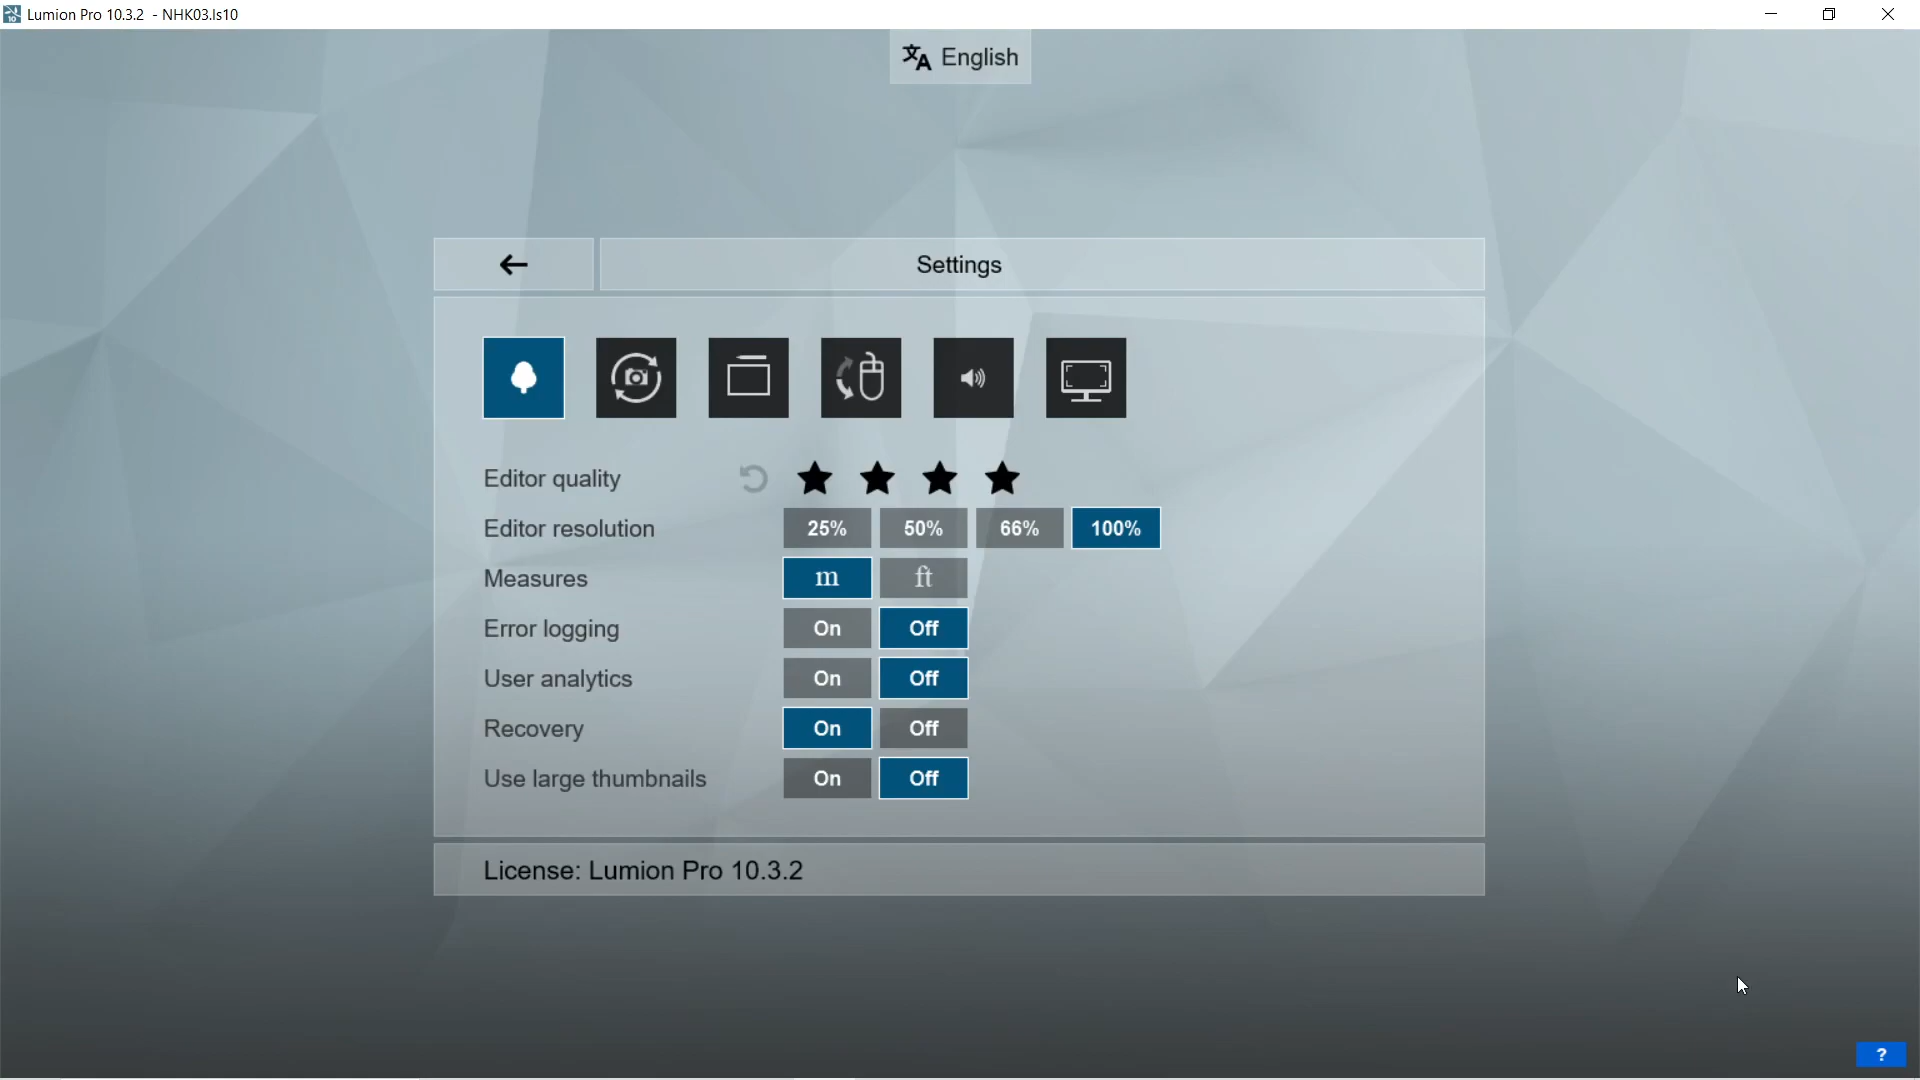 Lumion Pro 10.3.2 - NHK03.ls10
English
Settings
Editor quality
Editor resolution 25% 50% 66% 100%
Measures m ft
Error logging On Off
User analytics On Off
Recovery On Off
Use large thumbnails On Off
License: Lumion Pro 10.3.2
?